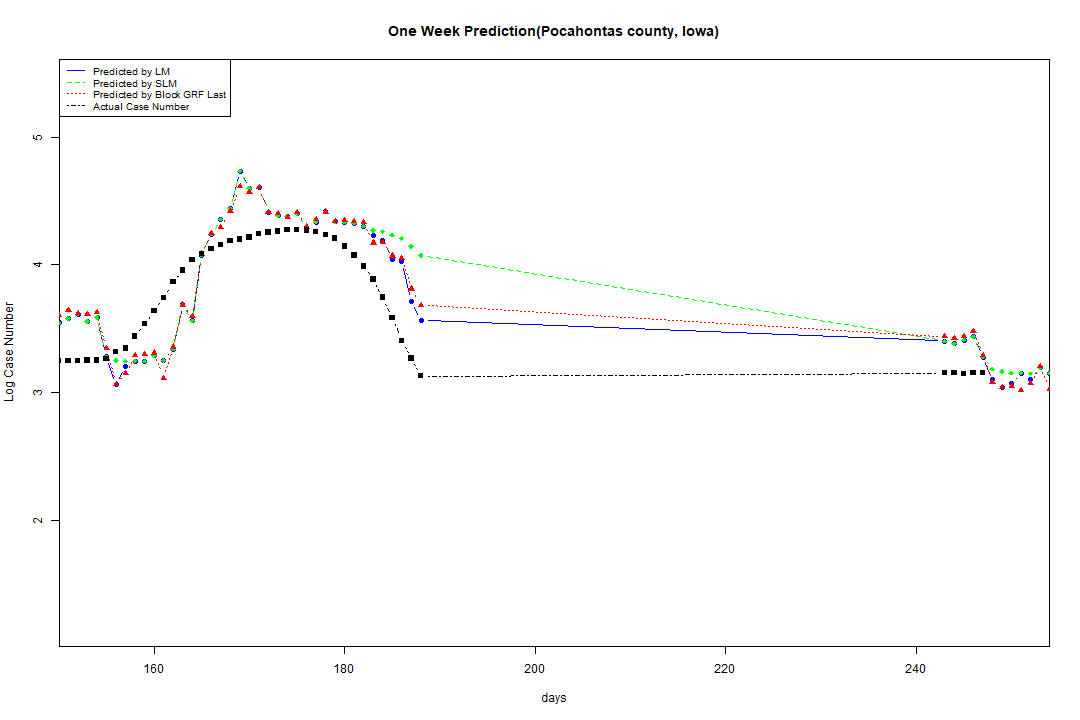 One Week Prediction(Pocahontas county, Iowa)
Predicted by LM
Predicted by SLM
Predicted by Block GRF Last
Actual Case Number
Log Case Number
5
4
3
2
160 180 200 220 240
days